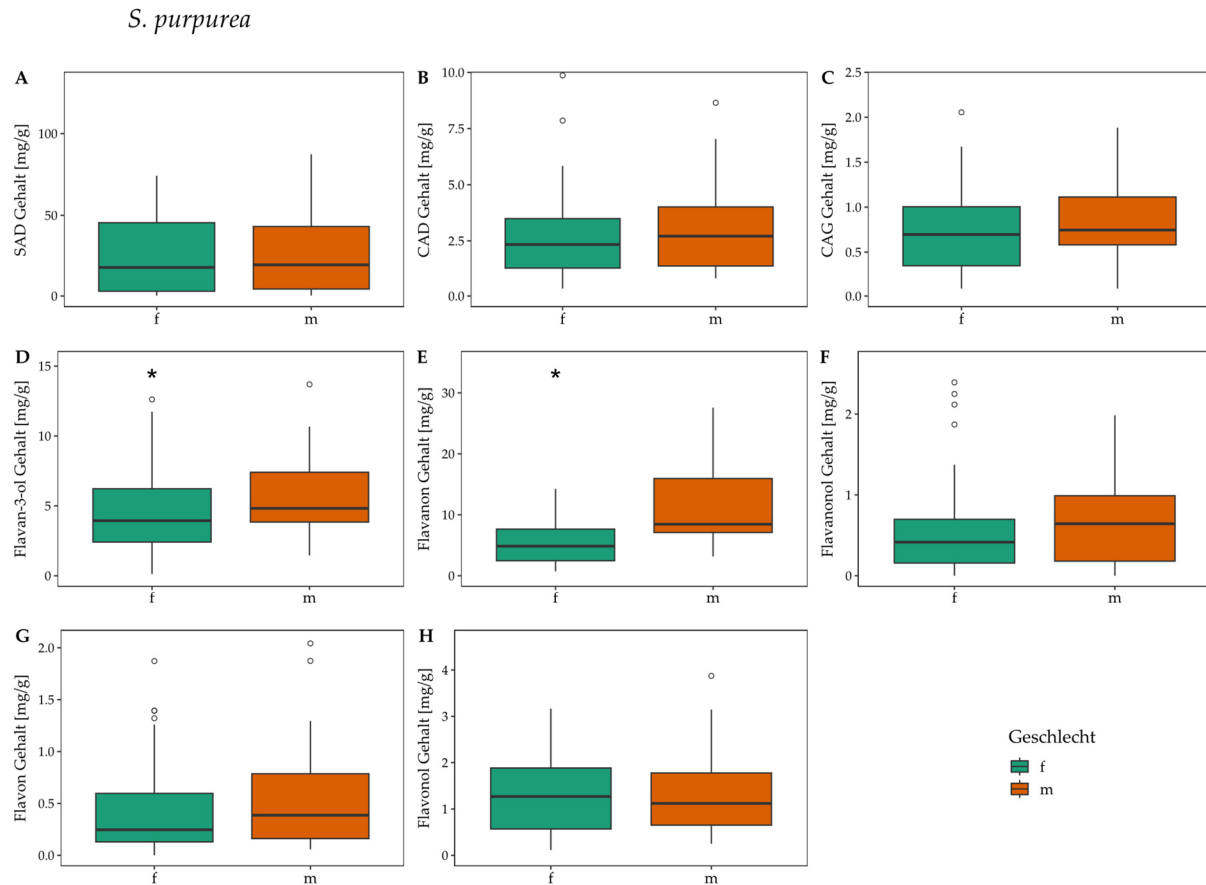 S. purpurea
A
SAD Gehalt [mg/g]
100
50
0
f
m
B
CAD Gehalt [mg/g]
10.0
7.5
5.0
2.5
0.0
f
m
C
CAG Gehalt [mg/g]
2.5
2.0
1.5
1.0
0.5
0.0
f
m
D
Flavan-3-ol Gehalt [mg/g]
15
10
5
0
*
f
m
E
Flavanon Gehalt [mg/g]
30
20
10
0
*
f
m
F
Flavanonol Gehalt [mg/g]
2
1
0
f
m
G
Flavon Gehalt [mg/g]
2.0
1.5
1.0
0.5
0.0
f
m
H
Flavonol Gehalt [mg/g]
4
3
2
1
0
f
m
Geschlecht
f
m